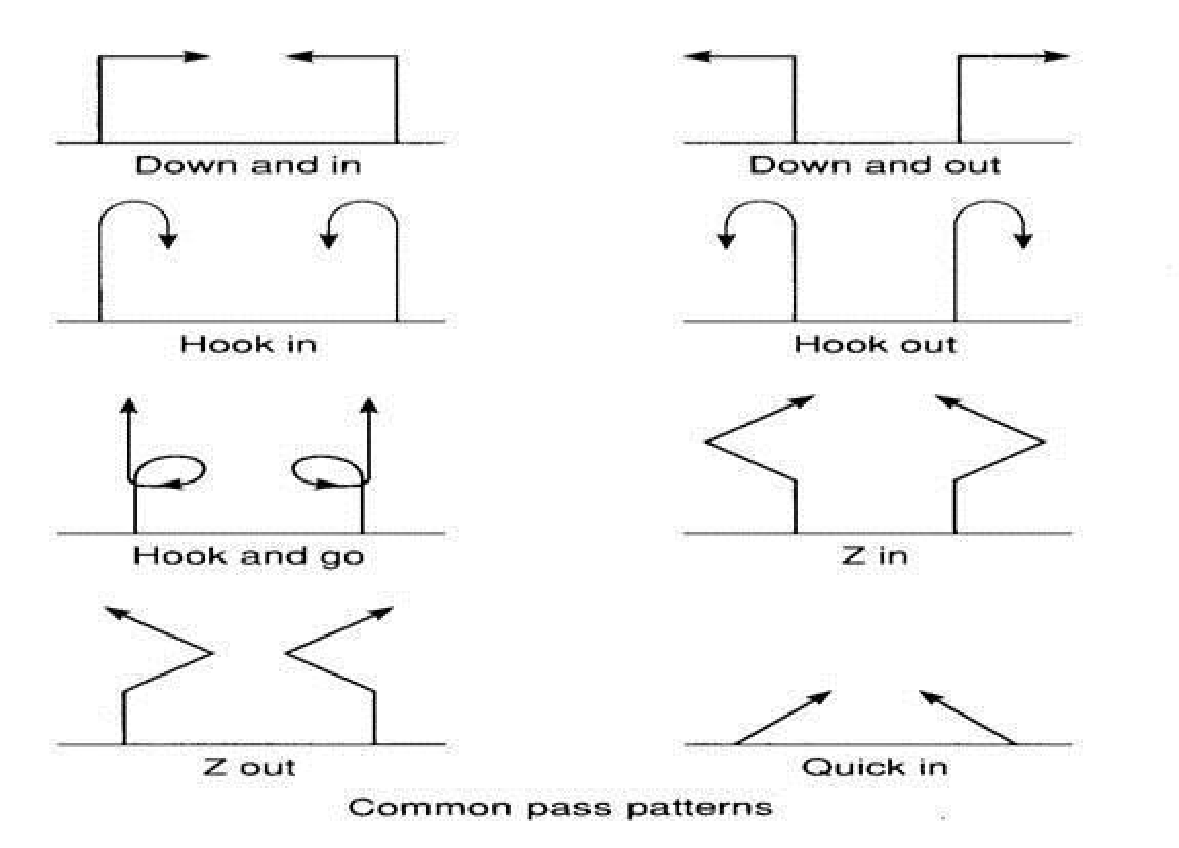 Down and in
Down and out
Hook in
Hook out
Hook and go
Z in
Z out
Quick in
Common pass patterns